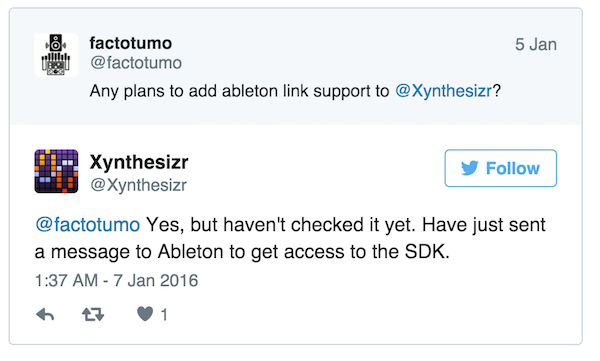 factotumo
5 Jan
@factotumo
Any plans to add ableton link support to @Xynthesizr?
Xynthesizr
Follow
@Xynthesizr
@factotumo Yes, but haven't checked it yet. Have just sent
a message to Ableton to get access to the SDK.
1:37 AM - 7 Jan 2016
1